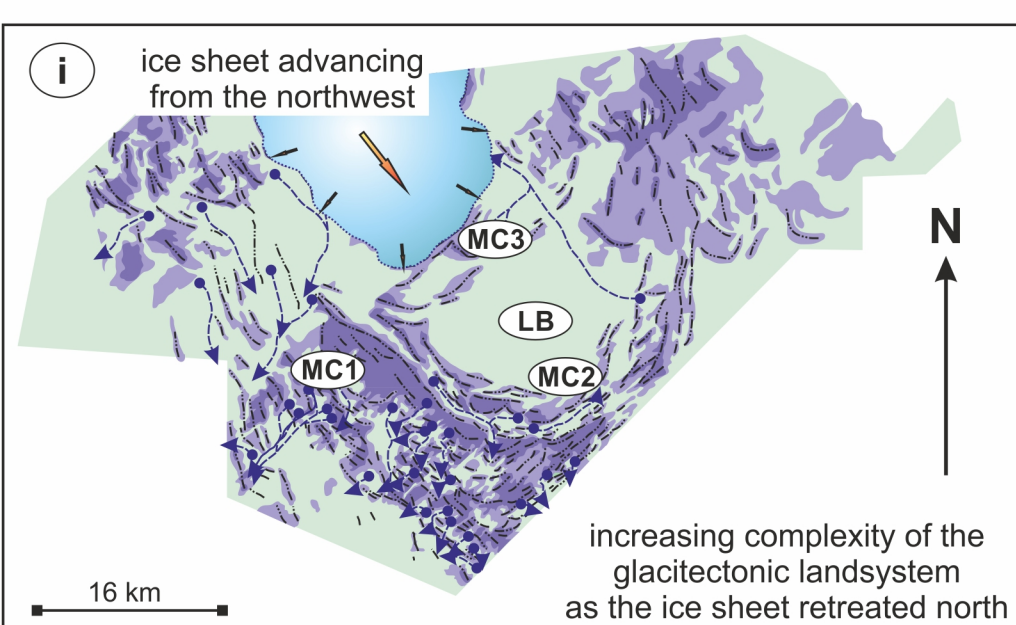 i
ice sheet advancing
from the northwest
MC3
N
LB
MC1
MC2
increasing complexity of the
glacitectonic landsystem
as the ice sheet retreated north
16 km